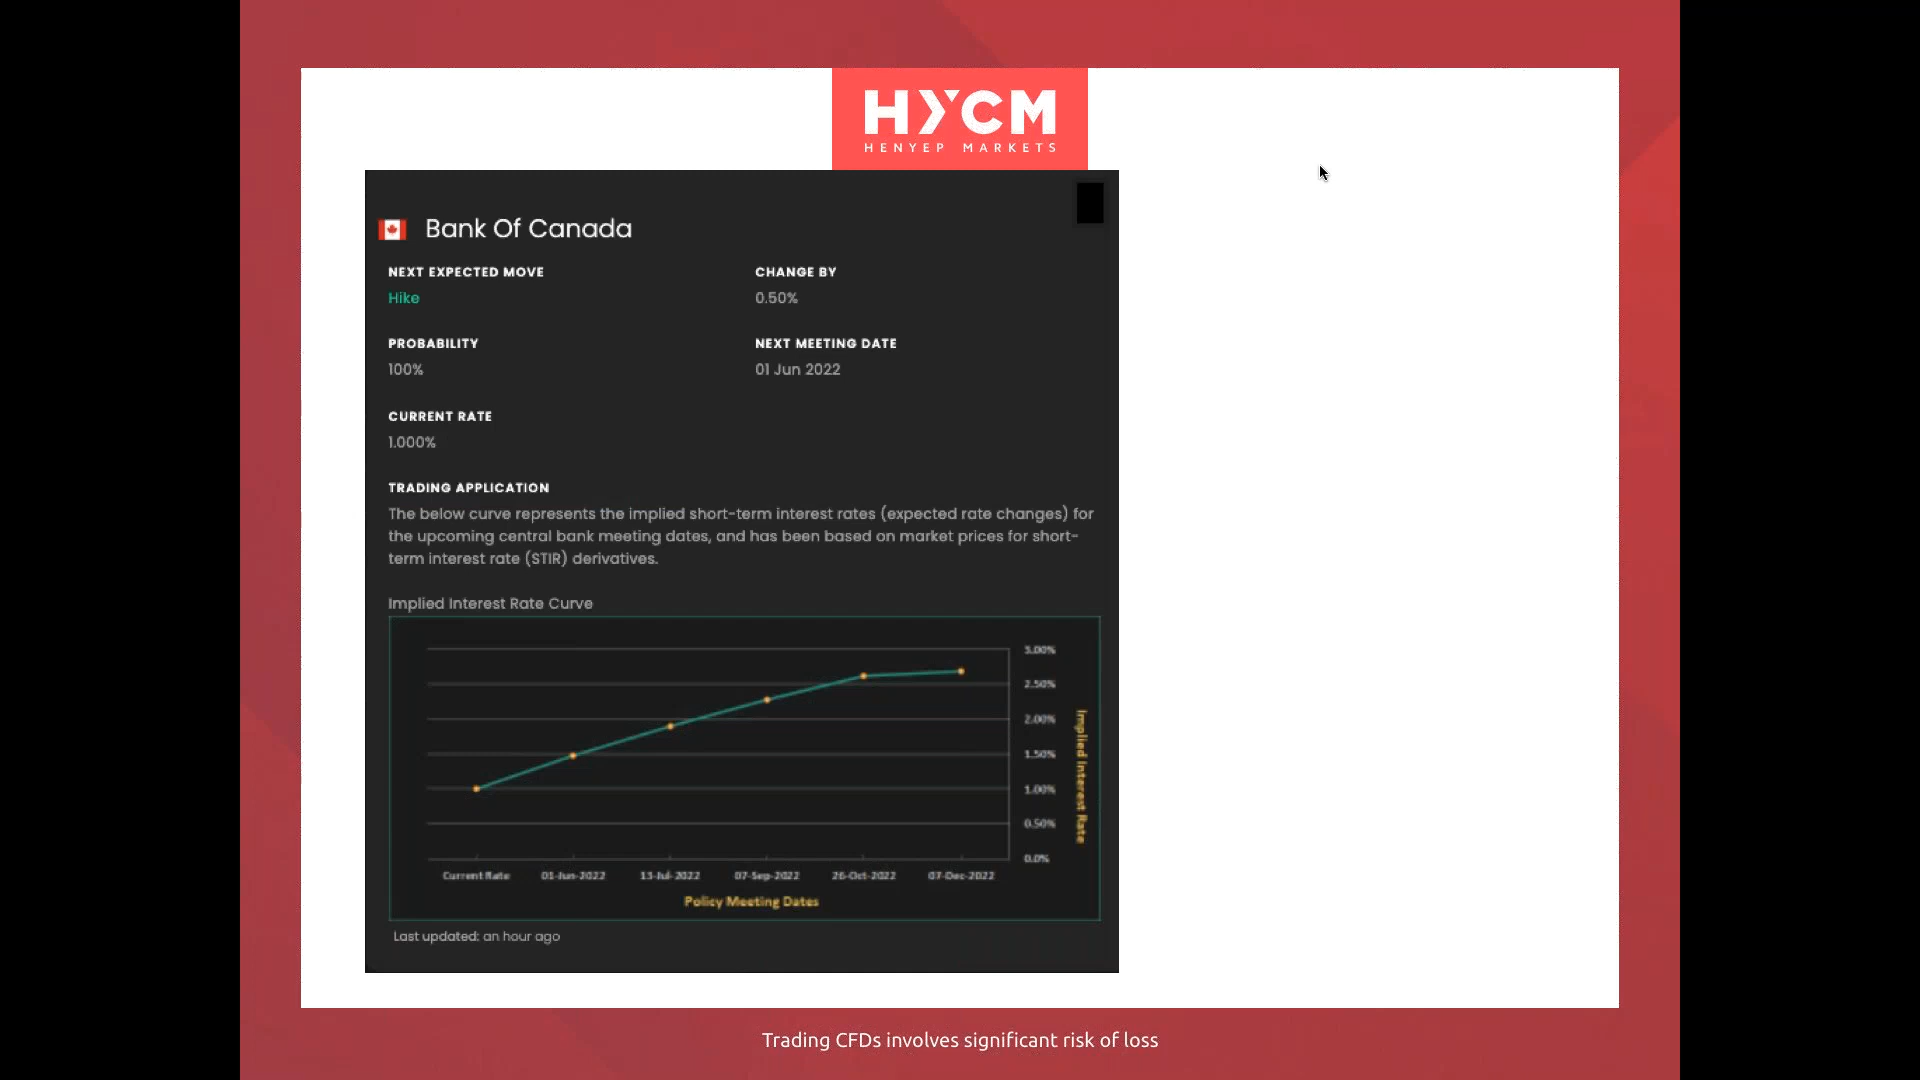 HYCM
HENYEP MARKETS
Bank Of Canada
NEXT EXPECTED MOVE
CHANGE BY
Hike
0.50%
PROBABILITY
NEXT MEETING DATE
100%
01 Jun 2022
CURRENT RATE
1.000%
TRADING APPLICATION
The below curve represents the implied short-term interest rates (expected rate changes) for
the upcoming central bank meeting dates, and has been based on market prices for short-
term interest rate (STIR) derivatives.
Implied Interest Rate Curve
3.00%
2.50%
2.00%
1.50%
1.00%
0.50%
0.0%
Implied Interest Rate
Current Rate 01-Jun-2022 13-Jul-2022 07-Sep-2022 26-Oct-2022 07-Dec-2022
Policy Meeting Dates
Last updated: an hour ago
Trading CFDs involves significant risk of loss